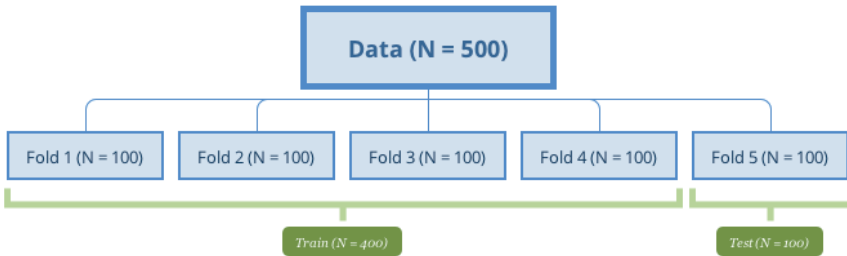 Data (N = 500)
Fold 1 (N = 100)
Fold 2 (N = 100)
Fold 3 (N = 100)
Fold 4 (N = 100)
Fold 5 (N = 100)
Train (N = 400)
Test (N = 100)